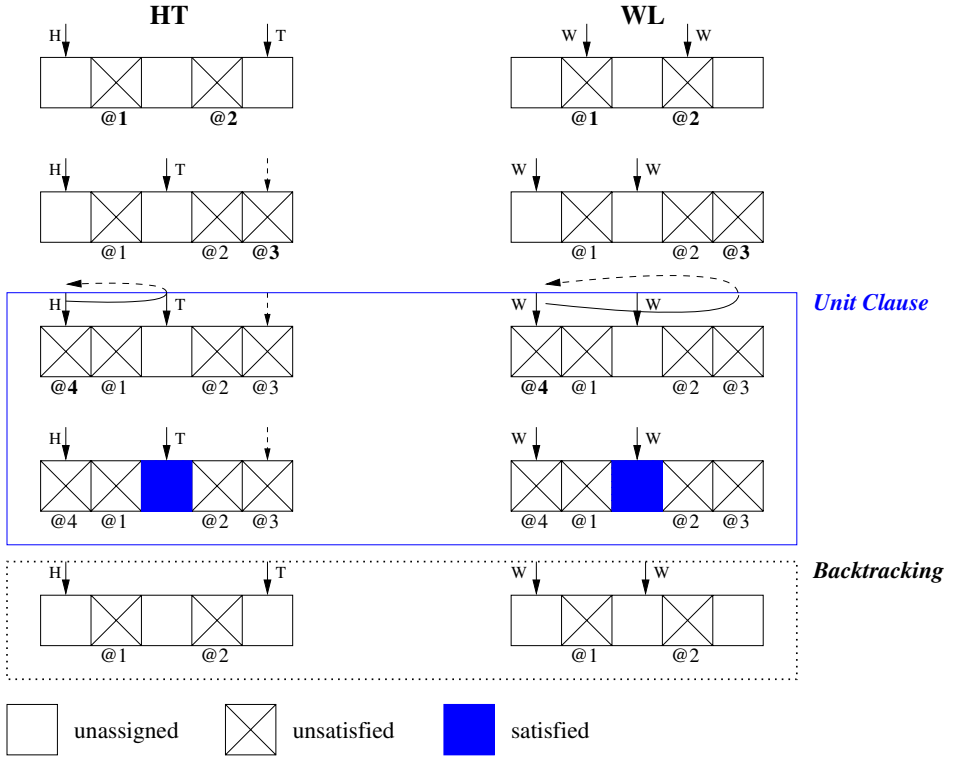 HT WL
H T W W
@1 @2 @1 @2
H T W W
@1 @2 @3 @1 @2 @3
Unit Clause
H T W W
@4 @1 @2 @3 @4 @1 @2 @3
H T W W
@4 @1 @2 @3 @4 @1 @2 @3
Backtracking
H T W W
@1 @2 @1 @2
unassigned unsatisfied satisfied